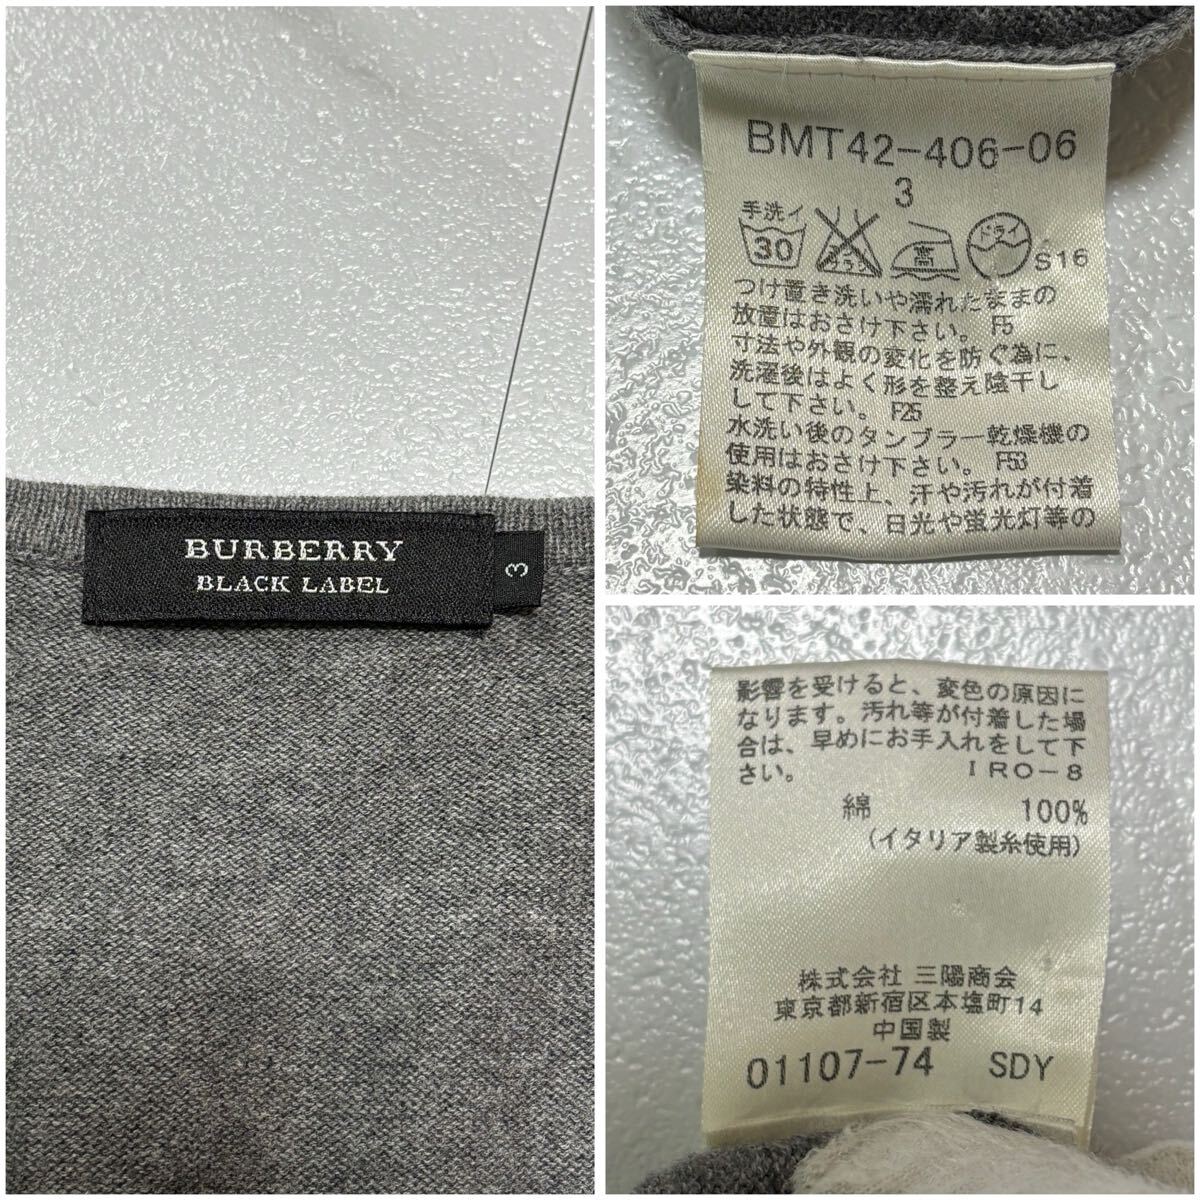 BURBERRY
BLACK LABEL
3
BMT42-406-06
3
手洗イ
30
高
ドライ
S16
つけ置き洗いや濡れたままの
放置はおさけ下さい。 F5
寸法や外観の変化を防ぐ為に、
洗濯後はよく形を整え陰干し
して下さい。 F25
水洗い後のタンブラー乾燥機の
使用はおさけ下さい。 F53
染料の特性上、汗や汚れが付着
した状態で、日光や蛍光灯等の
影響を受けると、変色の原因に
なります。汚れ等が付着した場
合は、早めにお手入れをして下
さい。 IRO-8
綿 100%
(イタリア製糸使用)
株式会社 三陽商会
東京都新宿区本塩町14
中国製
01107-74 SDY